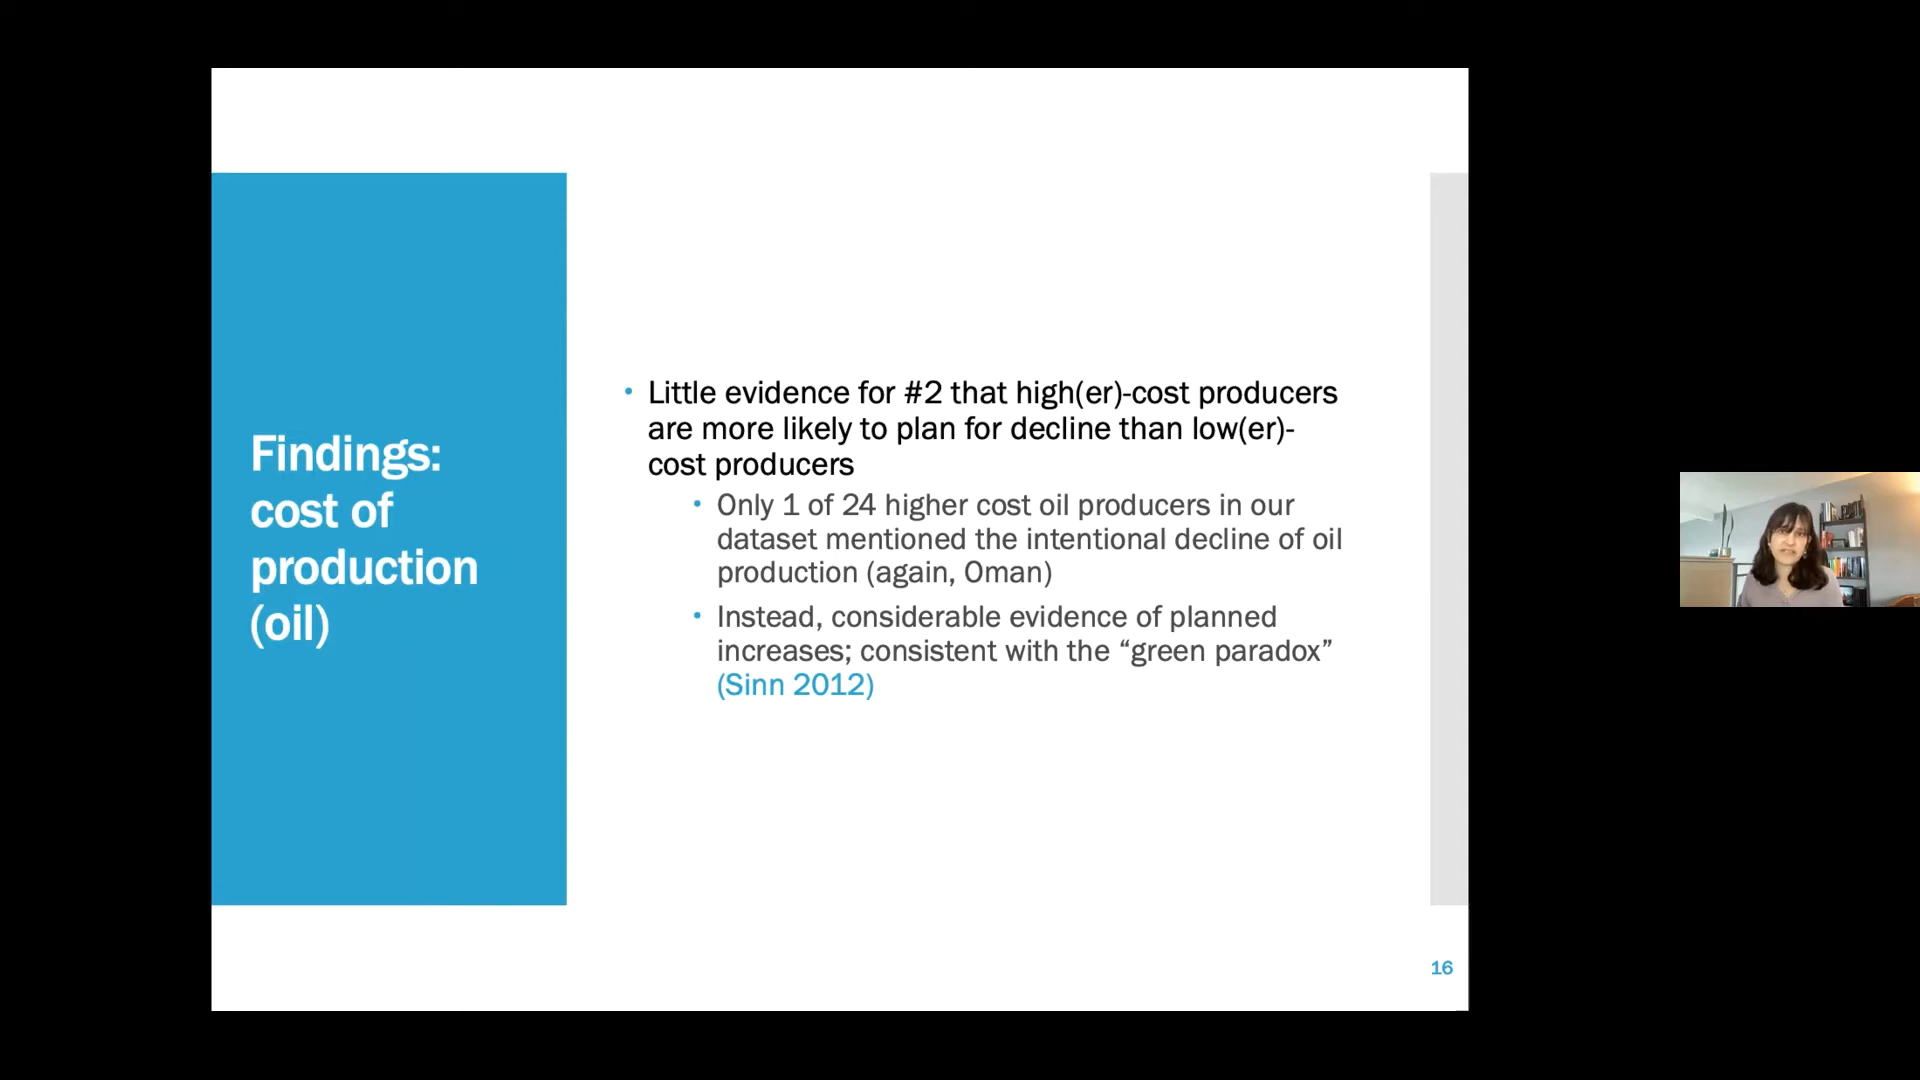 Findings:
cost of
production
(oil)
• Little evidence for #2 that high(er)-cost producers
are more likely to plan for decline than low(er)-
cost producers
• Only 1 of 24 higher cost oil producers in our
dataset mentioned the intentional decline of oil
production (again, Oman)
• Instead, considerable evidence of planned
increases; consistent with the “green paradox”
(Sinn 2012)
16